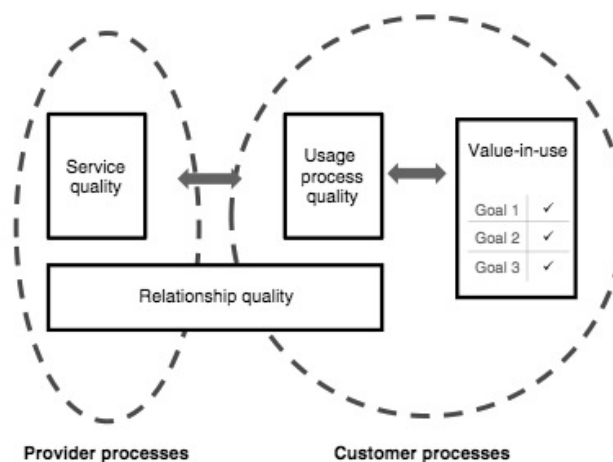 Service
quality
Usage
process
quality
Value-in-use
Goal 1 ✓
Goal 2 ✓
Goal 3 ✓
Relationship quality
Provider processes
Customer processes